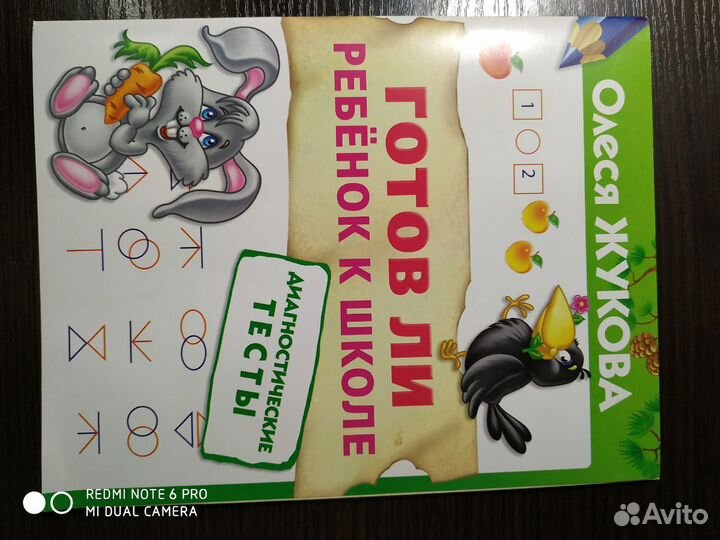 Олеся ЖУКОВА
1 2
ГОТОВ ЛИ
РЕБЁНОК К ШКОЛЕ
ДИАГНОСТИЧЕСКИЕ
ТЕСТЫ
REDMI NOTE 6 PRO
MI DUAL CAMERA
Avito